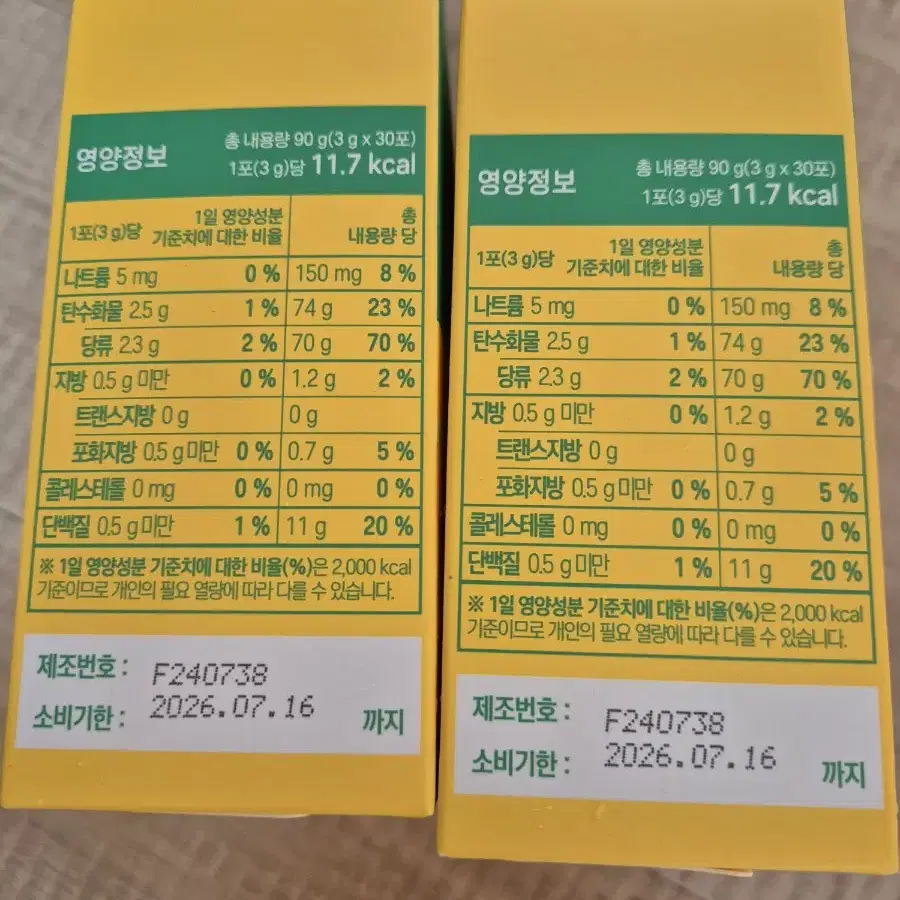 영양정보
총 내용량 90 g(3 g x 30포)
1포(3 g)당 11.7 kcal
1포(3 g)당 1일 영양성분 기준치에 대한 비율 총 내용량 당
나트륨 5 mg 0 % 150 mg 8 %
탄수화물 2.5 g 1 % 74 g 23 %
당류 2.3 g 2 % 70 g 70 %
지방 0.5 g 미만 0 % 1.2 g 2 %
트랜스지방 0 g 0 g
포화지방 0.5 g 미만 0 % 0.7 g 5 %
콜레스테롤 0 mg 0 % 0 mg 0 %
단백질 0.5 g 미만 1 % 11 g 20 %
※ 1일 영양성분 기준치에 대한 비율(%)은 2,000 kcal
기준이므로 개인의 필요 열량에 따라 다를 수 있습니다.
제조번호 : F240738
소비기한 : 2026.07.16 까지
영양정보
총 내용량 90 g(3 g x 30포)
1포(3 g)당 11.7 kcal
1포(3 g)당 1일 영양성분 기준치에 대한 비율 총 내용량 당
나트륨 5 mg 0 % 150 mg 8 %
탄수화물 2.5 g 1 % 74 g 23 %
당류 2.3 g 2 % 70 g 70 %
지방 0.5 g 미만 0 % 1.2 g 2 %
트랜스지방 0 g 0 g
포화지방 0.5 g 미만 0 % 0.7 g 5 %
콜레스테롤 0 mg 0 % 0 mg 0 %
단백질 0.5 g 미만 1 % 11 g 20 %
※ 1일 영양성분 기준치에 대한 비율(%)은 2,000 kcal
기준이므로 개인의 필요 열량에 따라 다를 수 있습니다.
제조번호 : F240738
소비기한 : 2026.07.16 까지